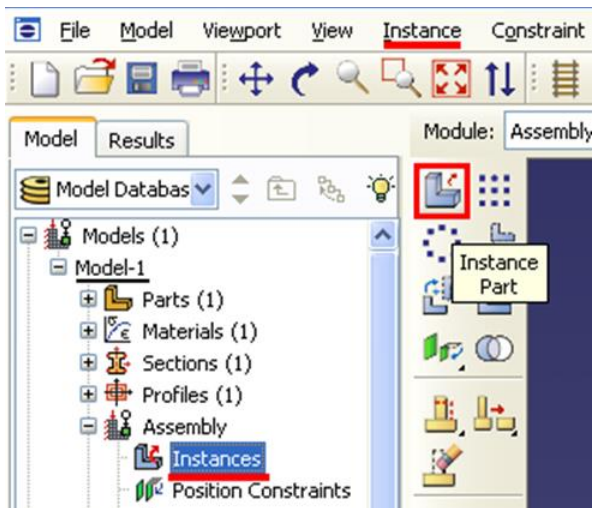 File Model Viewport View Instance Constraint
Model Results
Module: Assembly
Model Databas
Models (1)
Model-1
Instance
Part
Parts (1)
Materials (1)
Sections (1)
Profiles (1)
Assembly
Instances
Position Constraints